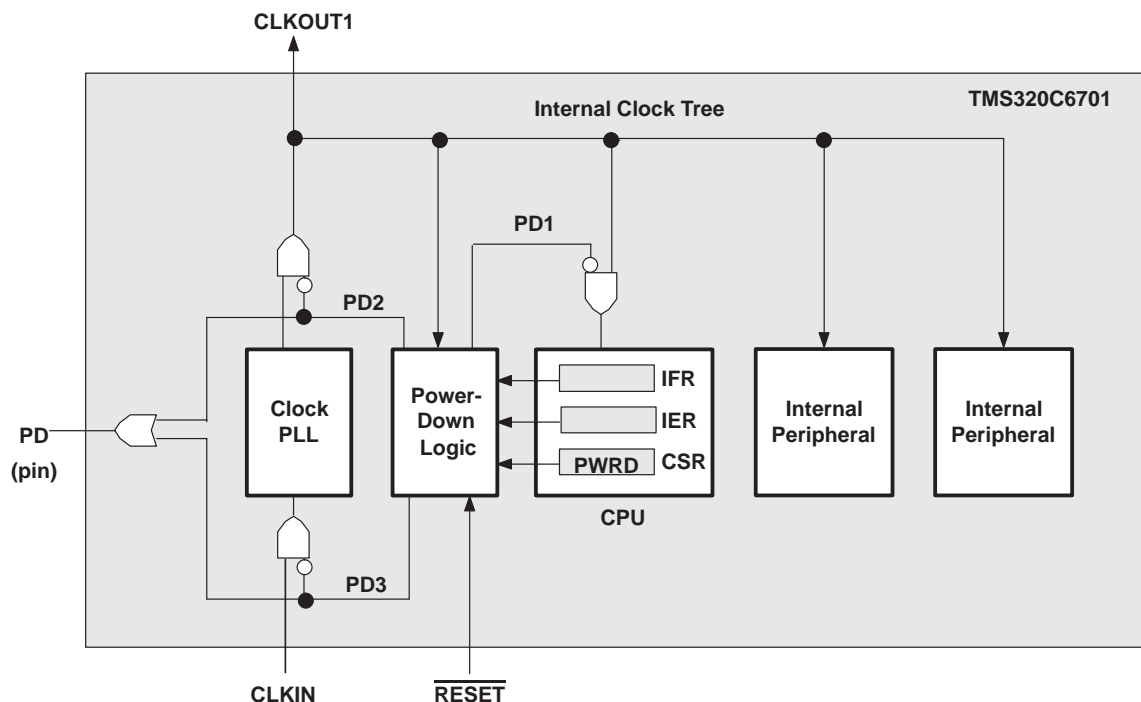 CLKOUT1
TMS320C6701
Internal Clock Tree
PD1
PD2
Clock
PLL
Power-
Down
Logic
IFR
IER
PWRD CSR
CPU
Internal
Peripheral
Internal
Peripheral
PD
(pin)
PD3
CLKIN
RESET